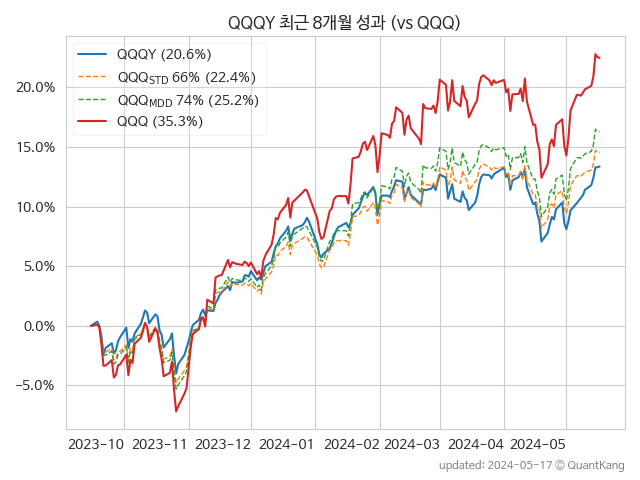 QQQY 최근 8개월 성과 (vs QQQ)
QQQY (20.6%)
QQQSTD 66% (22.4%)
QQQMDD 74% (25.2%)
QQQ (35.3%)
20.0%
15.0%
10.0%
5.0%
0.0%
−5.0%
2023-10 2023-11 2023-12 2024-01 2024-02 2024-03 2024-04 2024-05
updated: 2024-05-17 © QuantKang